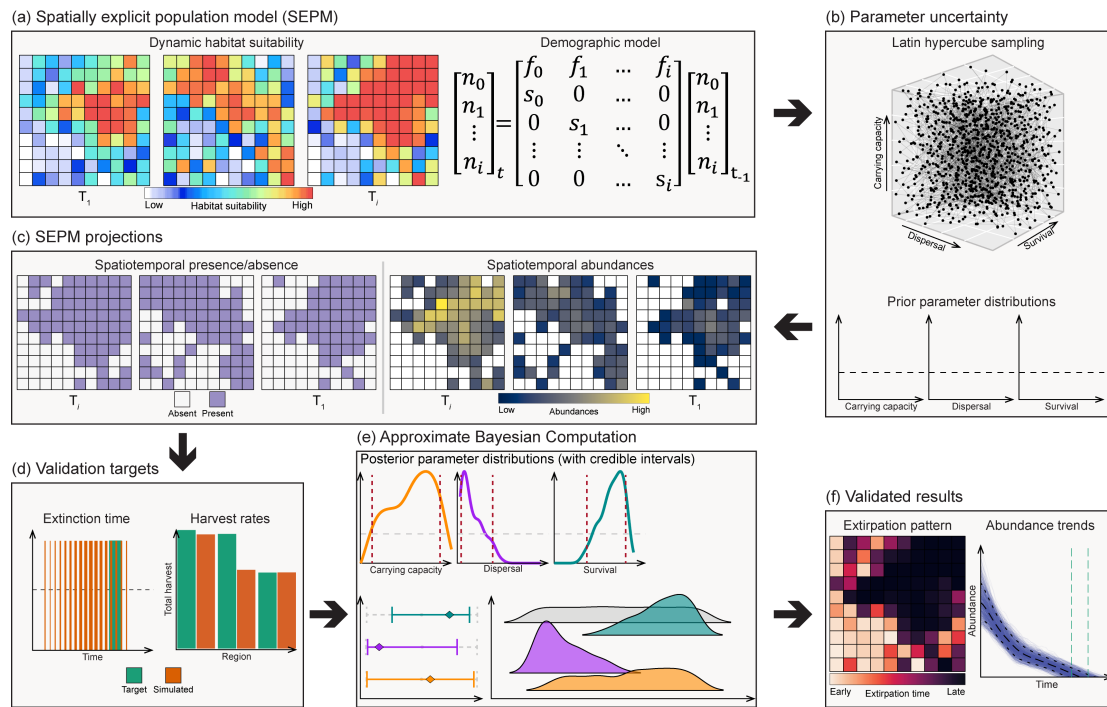 (a) Spatially explicit population model (SEPM)
Dynamic habitat suitability
T1
Low
Habitat suitability
High
Ti
Demographic model
[n0 n1 ⋮ ni]t = [f0 f1 ... fi
s0 0 ... 0
0 s1 ... 0
⋮ ⋮ ⋱ ⋮
0 0 ... si] [n0 n1 ⋮ ni]t-1
(b) Parameter uncertainty
Latin hypercube sampling
Carrying capacity
Dispersal
Survival
Prior parameter distributions
Carrying capacity
Dispersal
Survival
(c) SEPM projections
Spatiotemporal presence/absence
Ti
Absent
Present
T1
Spatiotemporal abundances
Ti
Low
Abundances
High
T1
(d) Validation targets
Extinction time
Time
Harvest rates
Total harvest
Region
Target
Simulated
(e) Approximate Bayesian Computation
Posterior parameter distributions (with credible intervals)
Carrying capacity
Dispersal
Survival
(f) Validated results
Extirpation pattern
Early
Extirpation time
Late
Abundance trends
Abundance
Time